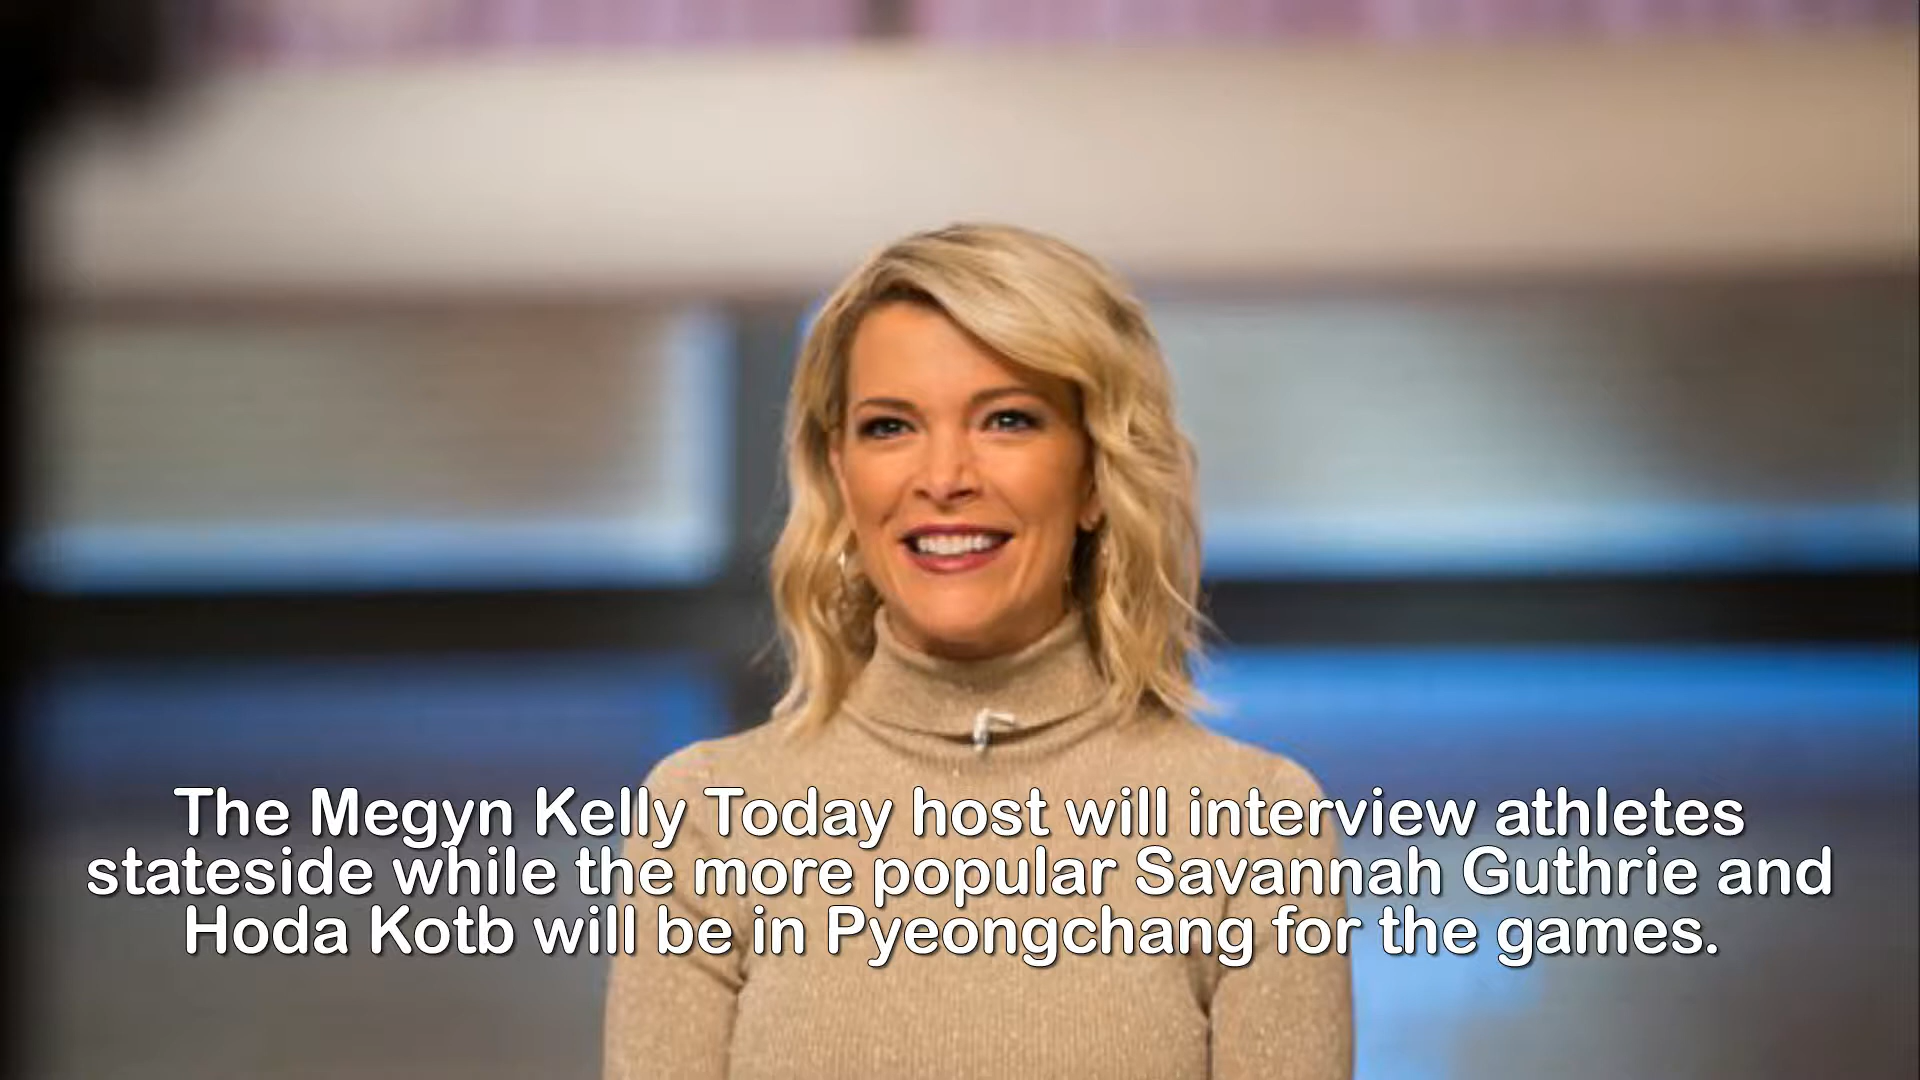 The Megyn Kelly Today host will interview athletes
stateside while the more popular Savannah Guthrie and
Hoda Kotb will be in Pyeongchang for the games.